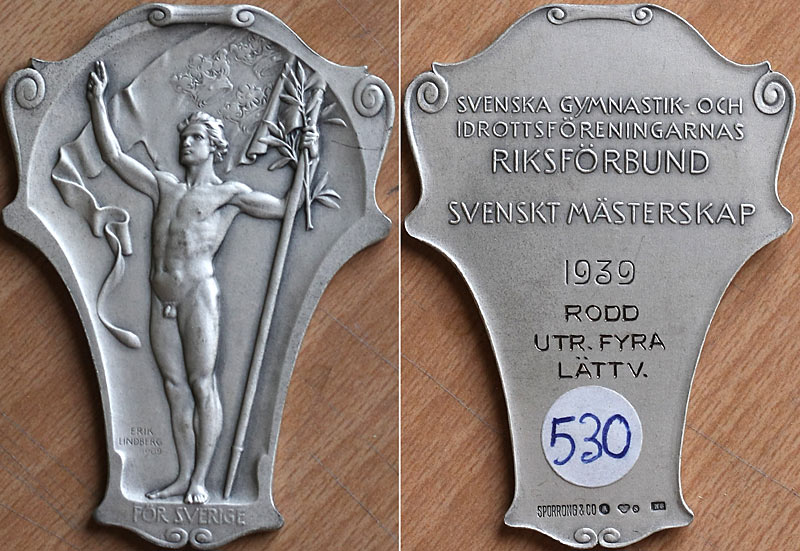 ERIK
LINDBERG
1909
FÖR SVERIGE
SVENSKA GYMNASTIK- OCH
IDROTTSFÖRENINGARNAS
RIKSFÖRBUND
SVENSKT MÄSTERSKAP
1939
RODD
UTR. FYRA
LÄTTV.
530
SPORRONG & CO